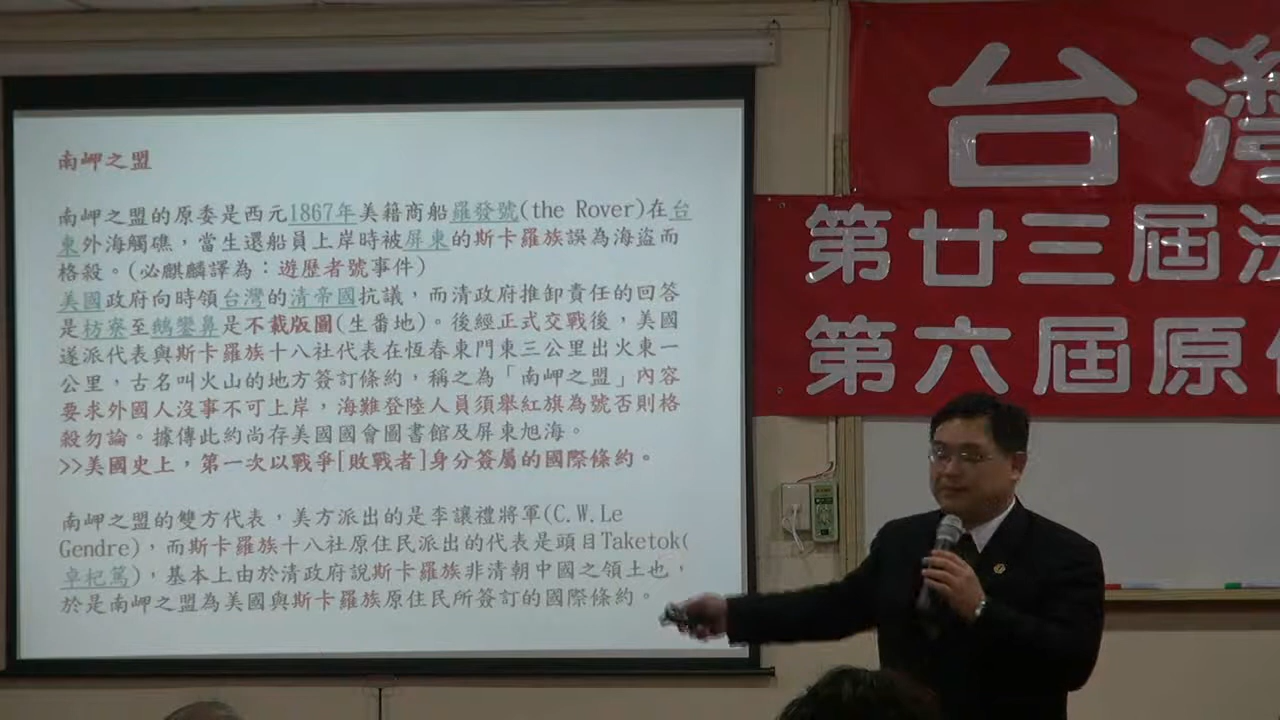 南岬之盟
南岬之盟的原委是西元1867年美籍商船羅發號(the Rover)在台
東外海觸礁，當生還船員上岸時被屏東的斯卡羅族誤為海盜而
格殺。(必麒麟譯為：遊歷者號事件)
美國政府向時領台灣的清帝國抗議，而清政府推卸責任的回答
是枋寮至鵝鑾鼻是不載版圖(生番地)。後經正式交戰後，美國
遂派代表與斯卡羅族十八社代表在恆春東門東三公里出火東一
公里，古名叫火山的地方簽訂條約，稱之為「南岬之盟」內容
要求外國人沒事不可上岸，海難登陸人員須舉紅旗為號否則格
殺勿論。據傳此約尚存美國國會圖書館及屏東旭海。
>>美國史上，第一次以戰爭[敗戰者]身分簽屬的國際條約。
南岬之盟的雙方代表，美方派出的是李讓禮將軍(C.W.Le
Gendre)，而斯卡羅族十八社原住民派出的代表是頭目Taketok(
卓杞篤)，基本上由於清政府說斯卡羅族非清朝中國之領土也，
於是南岬之盟為美國與斯卡羅族原住民所簽訂的國際條約。
台灣
第廿三屆法
第六屆原住